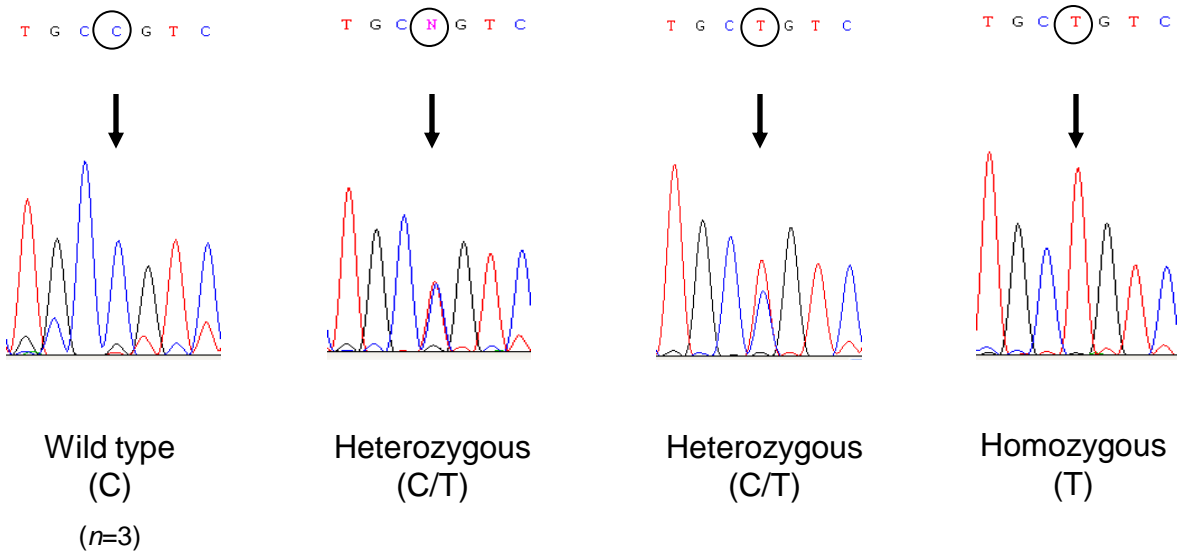 T G C C G T C
T G C N G T C
T G C T G T C
T G C T G T C
Wild type
(C)
(n=3)
Heterozygous
(C/T)
Heterozygous
(C/T)
Homozygous
(T)